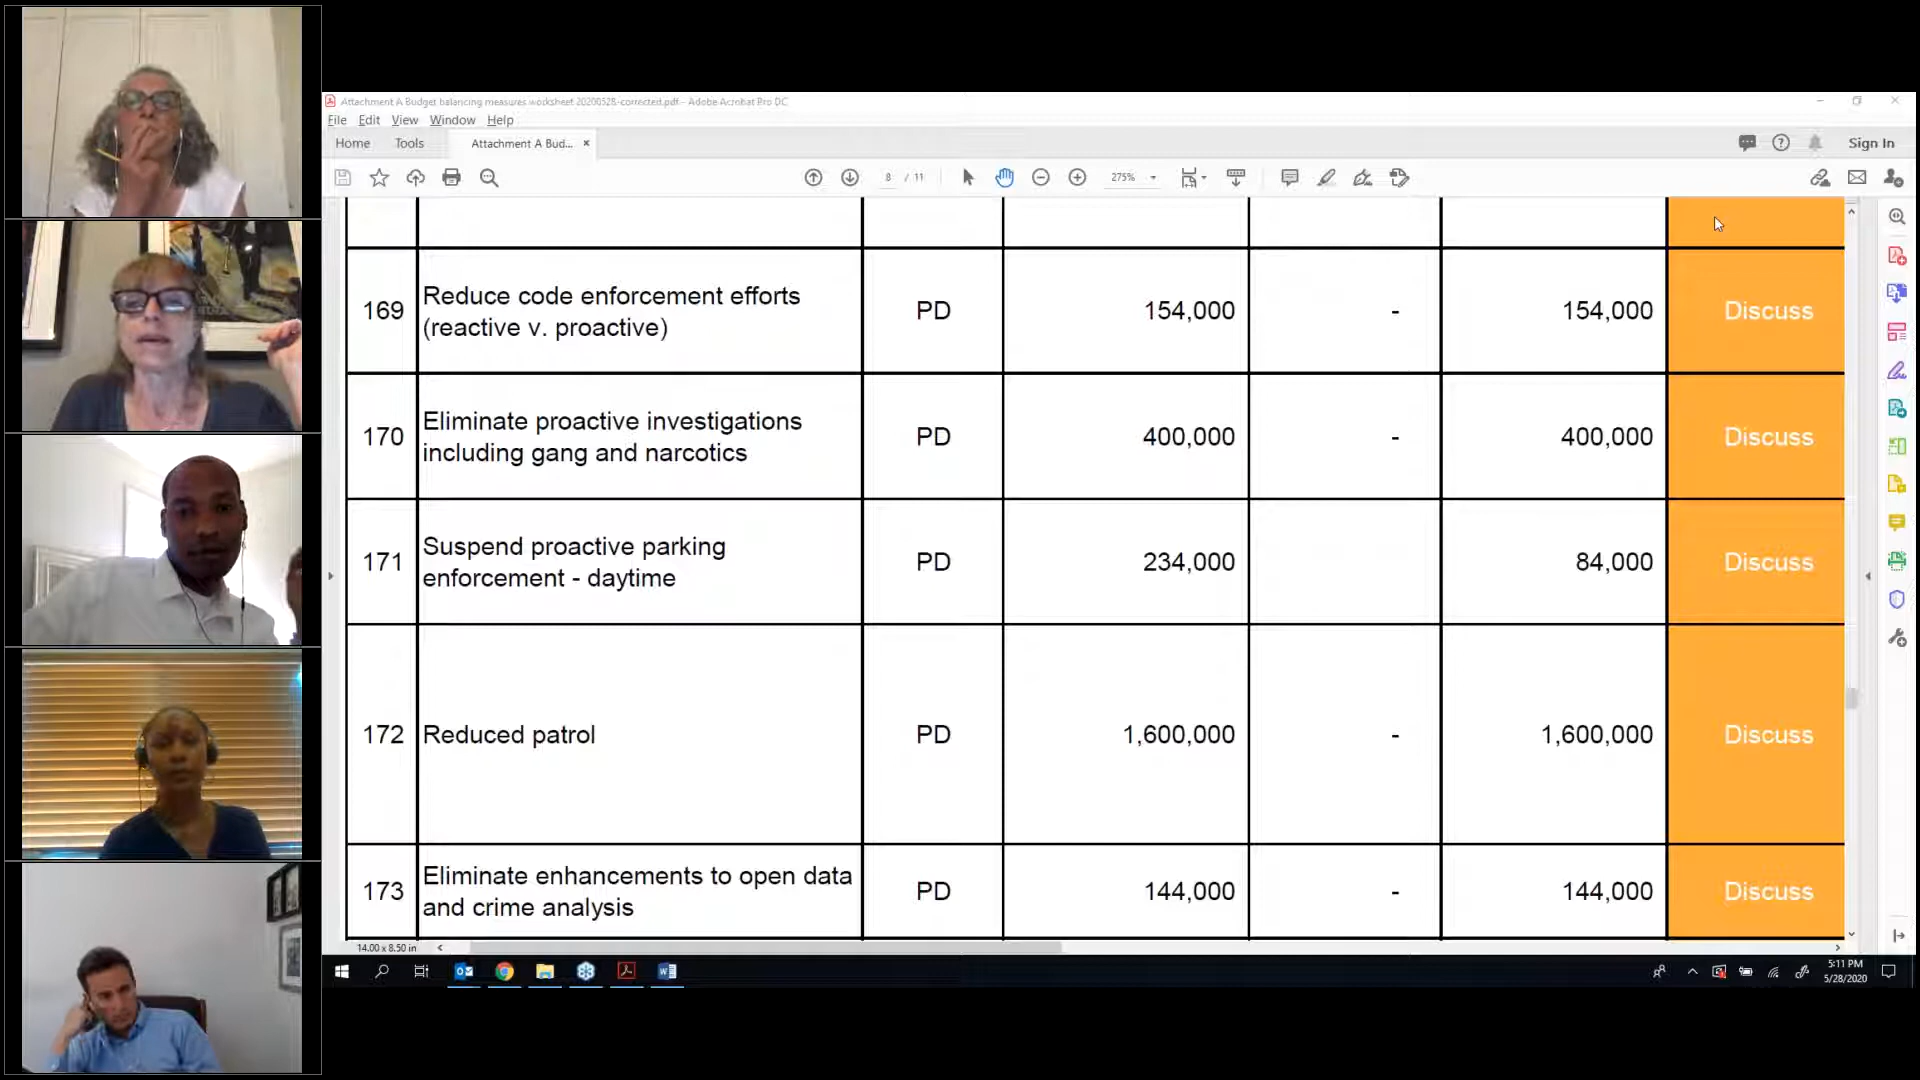 Attachment A Budget balancing measures worksheet 20200528-corrected.pdf - Adobe Acrobat Pro DC
File Edit View Window Help
Home Tools Attachment A Bud... ×
Sign In
8 / 11
275%
169 Reduce code enforcement efforts
(reactive v. proactive)
PD 154,000 - 154,000 Discuss
170 Eliminate proactive investigations
including gang and narcotics
PD 400,000 - 400,000 Discuss
171 Suspend proactive parking
enforcement - daytime
PD 234,000 84,000 Discuss
172 Reduced patrol PD 1,600,000 - 1,600,000 Discuss
173 Eliminate enhancements to open data
and crime analysis
PD 144,000 - 144,000 Discuss
14.00 x 8.50 in
5:11 PM
5/28/2020